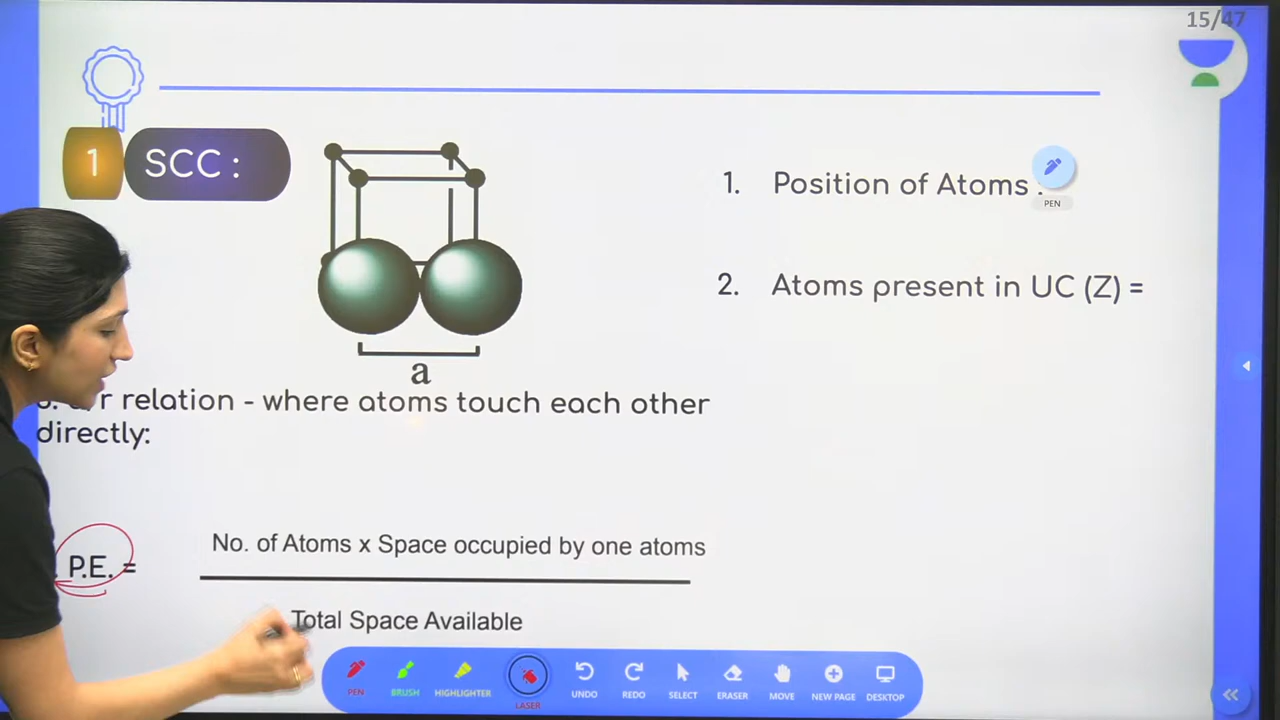 15/47
1 SCC :
1. Position of Atoms :
PEN
2. Atoms present in UC (Z) =
a
r relation - where atoms touch each other
directly:
P.E. =
No. of Atoms x Space occupied by one atoms
Total Space Available
PEN BRUSH HIGHLIGHTER LASER UNDO REDO SELECT ERASER MOVE NEW PAGE DESKTOP